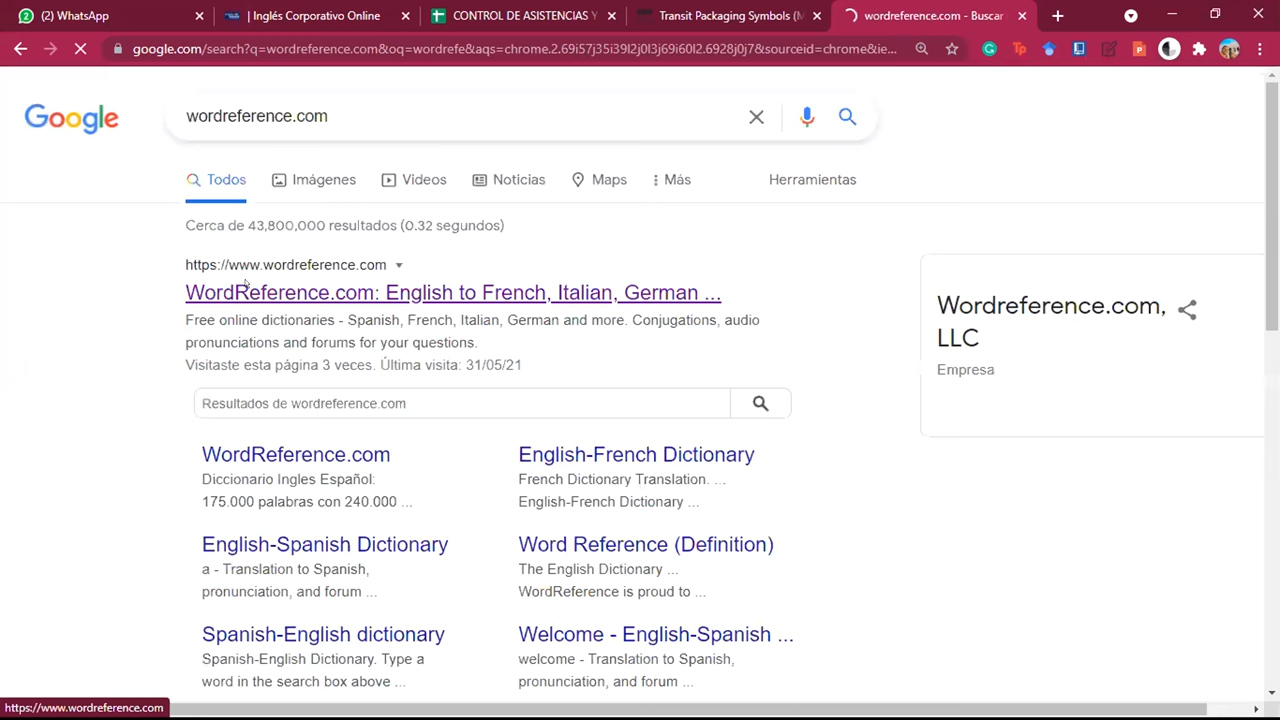 2 (2) WhatsApp
| Inglés Corporativo Online
CONTROL DE ASISTENCIAS Y
Transit Packaging Symbols (M
wordreference.com - Buscar
google.com/search?q=wordreference.com&oq=wordrefe&aqs=chrome.2.69i57j35i39l2j0l3j69i60l2.6928j0j7&sourceid=chrome&ie...
Google
wordreference.com
Todos
Imágenes
Videos
Noticias
Maps
Más
Herramientas
Cerca de 43,800,000 resultados (0.32 segundos)
https://www.wordreference.com
WordReference.com: English to French, Italian, German ...
Free online dictionaries - Spanish, French, Italian, German and more. Conjugations, audio
pronunciations and forums for your questions.
Visitaste esta página 3 veces. Última visita: 31/05/21
Resultados de wordreference.com
WordReference.com
Diccionario Ingles Español:
175.000 palabras con 240.000 ...
English-French Dictionary
French Dictionary Translation. ...
English-French Dictionary ...
English-Spanish Dictionary
a - Translation to Spanish,
pronunciation, and forum ...
Word Reference (Definition)
The English Dictionary ...
WordReference is proud to ...
Spanish-English dictionary
Spanish-English Dictionary. Type a
word in the search box above ...
Welcome - English-Spanish ...
welcome - Translation to Spanish,
pronunciation, and forum ...
Wordreference.com,
LLC
Empresa
https://www.wordreference.com